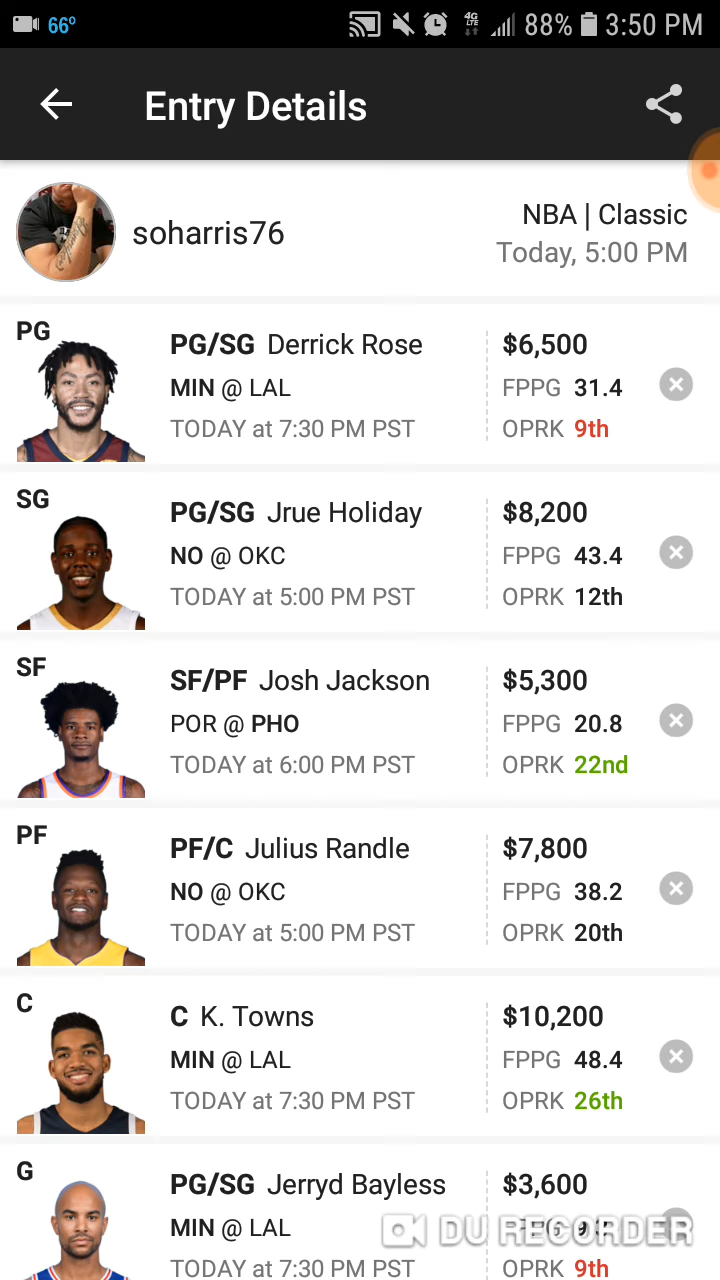 66°
4G
LTE
88%
3:50 PM
Entry Details
soharris76
NBA | Classic
Today, 5:00 PM
PG
PG/SG Derrick Rose
MIN @ LAL
TODAY at 7:30 PM PST
$6,500
FPPG 31.4
OPRK 9th
SG
PG/SG Jrue Holiday
NO @ OKC
TODAY at 5:00 PM PST
$8,200
FPPG 43.4
OPRK 12th
SF
SF/PF Josh Jackson
POR @ PHO
TODAY at 6:00 PM PST
$5,300
FPPG 20.8
OPRK 22nd
PF
PF/C Julius Randle
NO @ OKC
TODAY at 5:00 PM PST
$7,800
FPPG 38.2
OPRK 20th
C
C K. Towns
MIN @ LAL
TODAY at 7:30 PM PST
$10,200
FPPG 48.4
OPRK 26th
G
PG/SG Jerryd Bayless
MIN @ LAL
TODAY at 7:30 PM PST
$3,600
FPPG
OPRK 9th
DU RECORDER